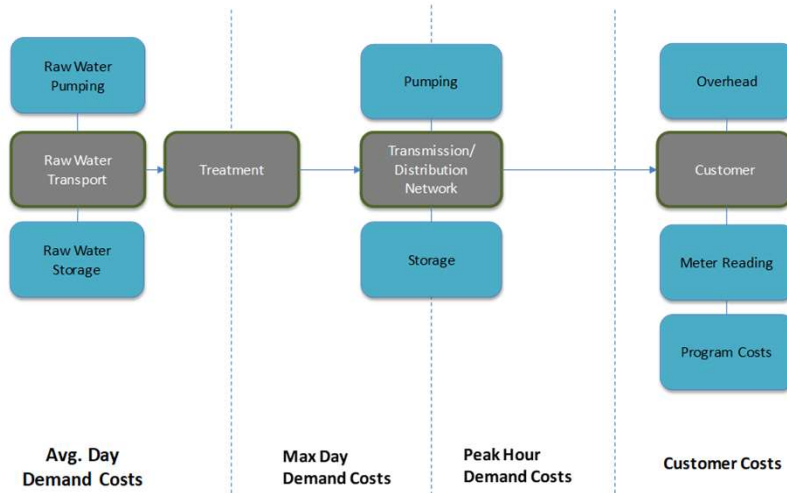 Raw Water
Pumping
Pumping
Overhead
Raw Water
Transport
Treatment
Transmission/
Distribution
Network
Customer
Raw Water
Storage
Storage
Meter Reading
Program Costs
Avg. Day
Demand Costs
Max Day
Demand Costs
Peak Hour
Demand Costs
Customer Costs